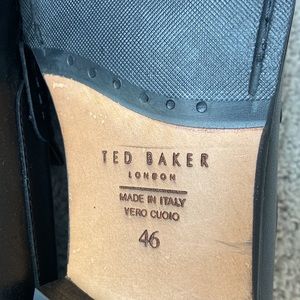 TED BAKER
LONDON
MADE IN ITALY
VERO CUOIO
46